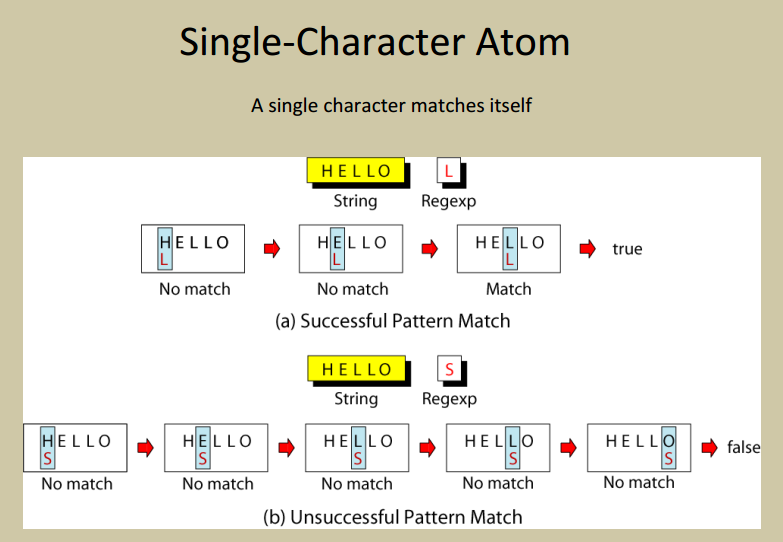 Single-Character Atom
A single character matches itself
HELLO L
String Regexp
HELLO HELLO HELLO true
L L L
No match No match Match
(a) Successful Pattern Match
HELLO S
String Regexp
HELLO HELLO HELLO HELLO HELLO false
S S S S S
No match No match No match No match No match
(b) Unsuccessful Pattern Match